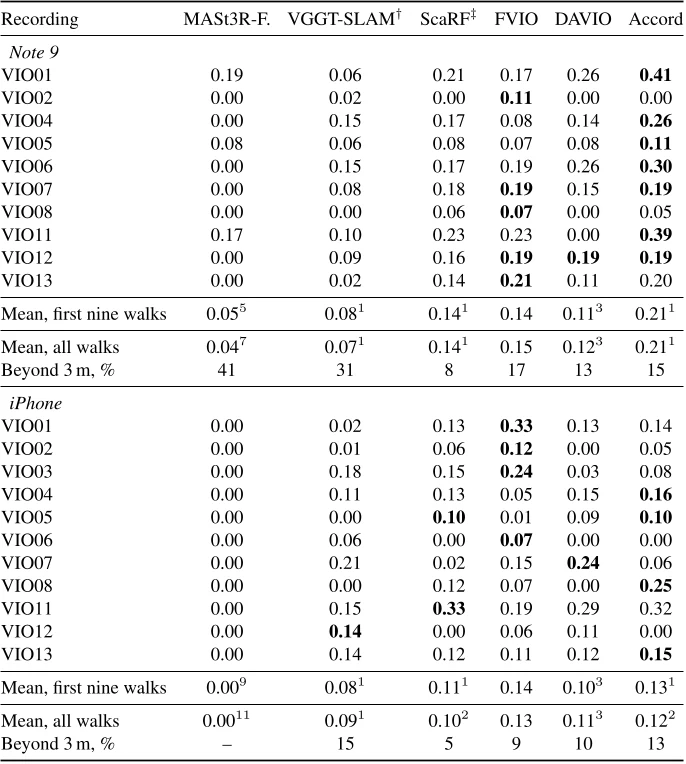 Recording MASt3R-F. VGGT-SLAM† ScaRF‡ FVIO DAVIO Accord
Note 9
VIO01 0.19 0.06 0.21 0.17 0.26 0.41
VIO02 0.00 0.02 0.00 0.11 0.00 0.00
VIO04 0.00 0.15 0.17 0.08 0.14 0.26
VIO05 0.08 0.06 0.08 0.07 0.08 0.11
VIO06 0.00 0.15 0.17 0.19 0.26 0.30
VIO07 0.00 0.08 0.18 0.19 0.15 0.19
VIO08 0.00 0.00 0.06 0.07 0.00 0.05
VIO11 0.17 0.10 0.23 0.23 0.00 0.39
VIO12 0.00 0.09 0.16 0.19 0.19 0.19
VIO13 0.00 0.02 0.14 0.21 0.11 0.20
Mean, first nine walks 0.05⁵ 0.08¹ 0.14¹ 0.14 0.11³ 0.21¹
Mean, all walks 0.04⁷ 0.07¹ 0.14¹ 0.15 0.12³ 0.21¹
Beyond 3 m, % 41 31 8 17 13 15
iPhone
VIO01 0.00 0.02 0.13 0.33 0.13 0.14
VIO02 0.00 0.01 0.06 0.12 0.00 0.05
VIO03 0.00 0.18 0.15 0.24 0.03 0.08
VIO04 0.00 0.11 0.13 0.05 0.15 0.16
VIO05 0.00 0.00 0.10 0.01 0.09 0.10
VIO06 0.00 0.06 0.00 0.07 0.00 0.00
VIO07 0.00 0.21 0.02 0.15 0.24 0.06
VIO08 0.00 0.00 0.12 0.07 0.00 0.25
VIO11 0.00 0.15 0.33 0.19 0.29 0.32
VIO12 0.00 0.14 0.00 0.06 0.11 0.00
VIO13 0.00 0.14 0.12 0.11 0.12 0.15
Mean, first nine walks 0.00⁹ 0.08¹ 0.11¹ 0.14 0.10³ 0.13¹
Mean, all walks 0.00¹¹ 0.09¹ 0.10² 0.13 0.11³ 0.12²
Beyond 3 m, % – 15 5 9 10 13